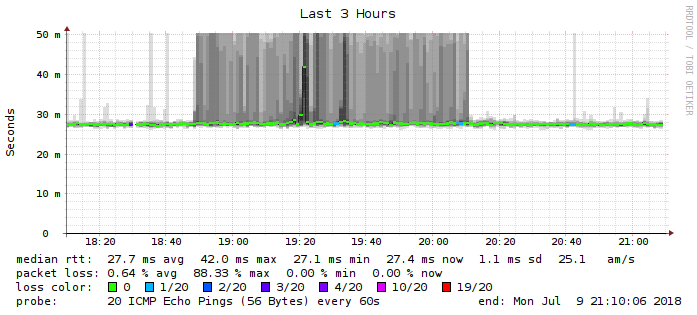 Last 3 Hours
RRDTOOL / TOBI OETIKER
Seconds
50 m
40 m
30 m
20 m
10 m
0
18:20 18:40 19:00 19:20 19:40 20:00 20:20 20:40 21:00
median rtt: 27.7 ms avg 42.0 ms max 27.1 ms min 27.4 ms now 1.1 ms sd 25.1 am/s
packet loss: 0.64 % avg 88.33 % max 0.00 % min 0.00 % now
loss color: 0 1/20 2/20 3/20 4/20 10/20 19/20
probe: 20 ICMP Echo Pings (56 Bytes) every 60s end: Mon Jul 9 21:10:06 2018